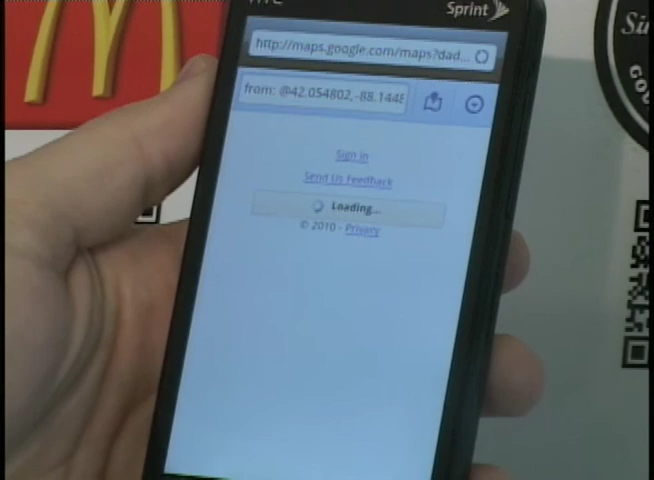 Sprint
http://maps.google.com/maps?dad...
from: @42.054802,-88.1448
Sign in
Send Us Feedback
Loading...
© 2010 - Privacy